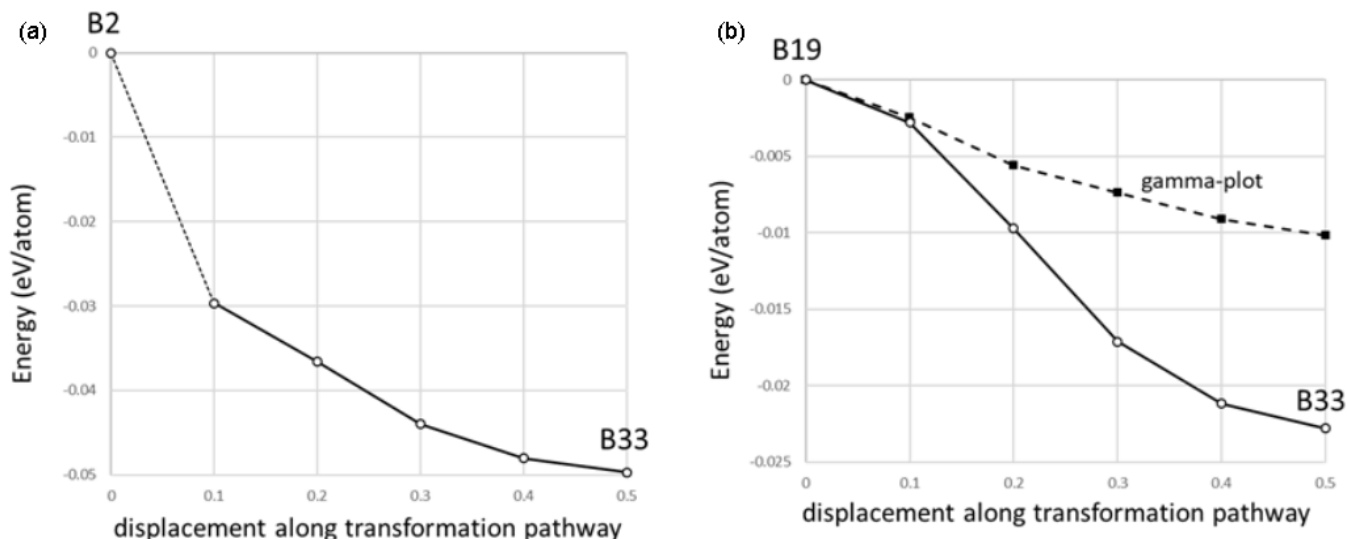 (a)
B2
0
-0.01
-0.02
-0.03
-0.04
-0.05
Energy (eV/atom)
B33
0 0.1 0.2 0.3 0.4 0.5
displacement along transformation pathway
(b)
B19
0
-0.005
-0.01
-0.015
-0.02
-0.025
Energy (eV/atom)
gamma-plot
B33
0 0.1 0.2 0.3 0.4 0.5
displacement along transformation pathway